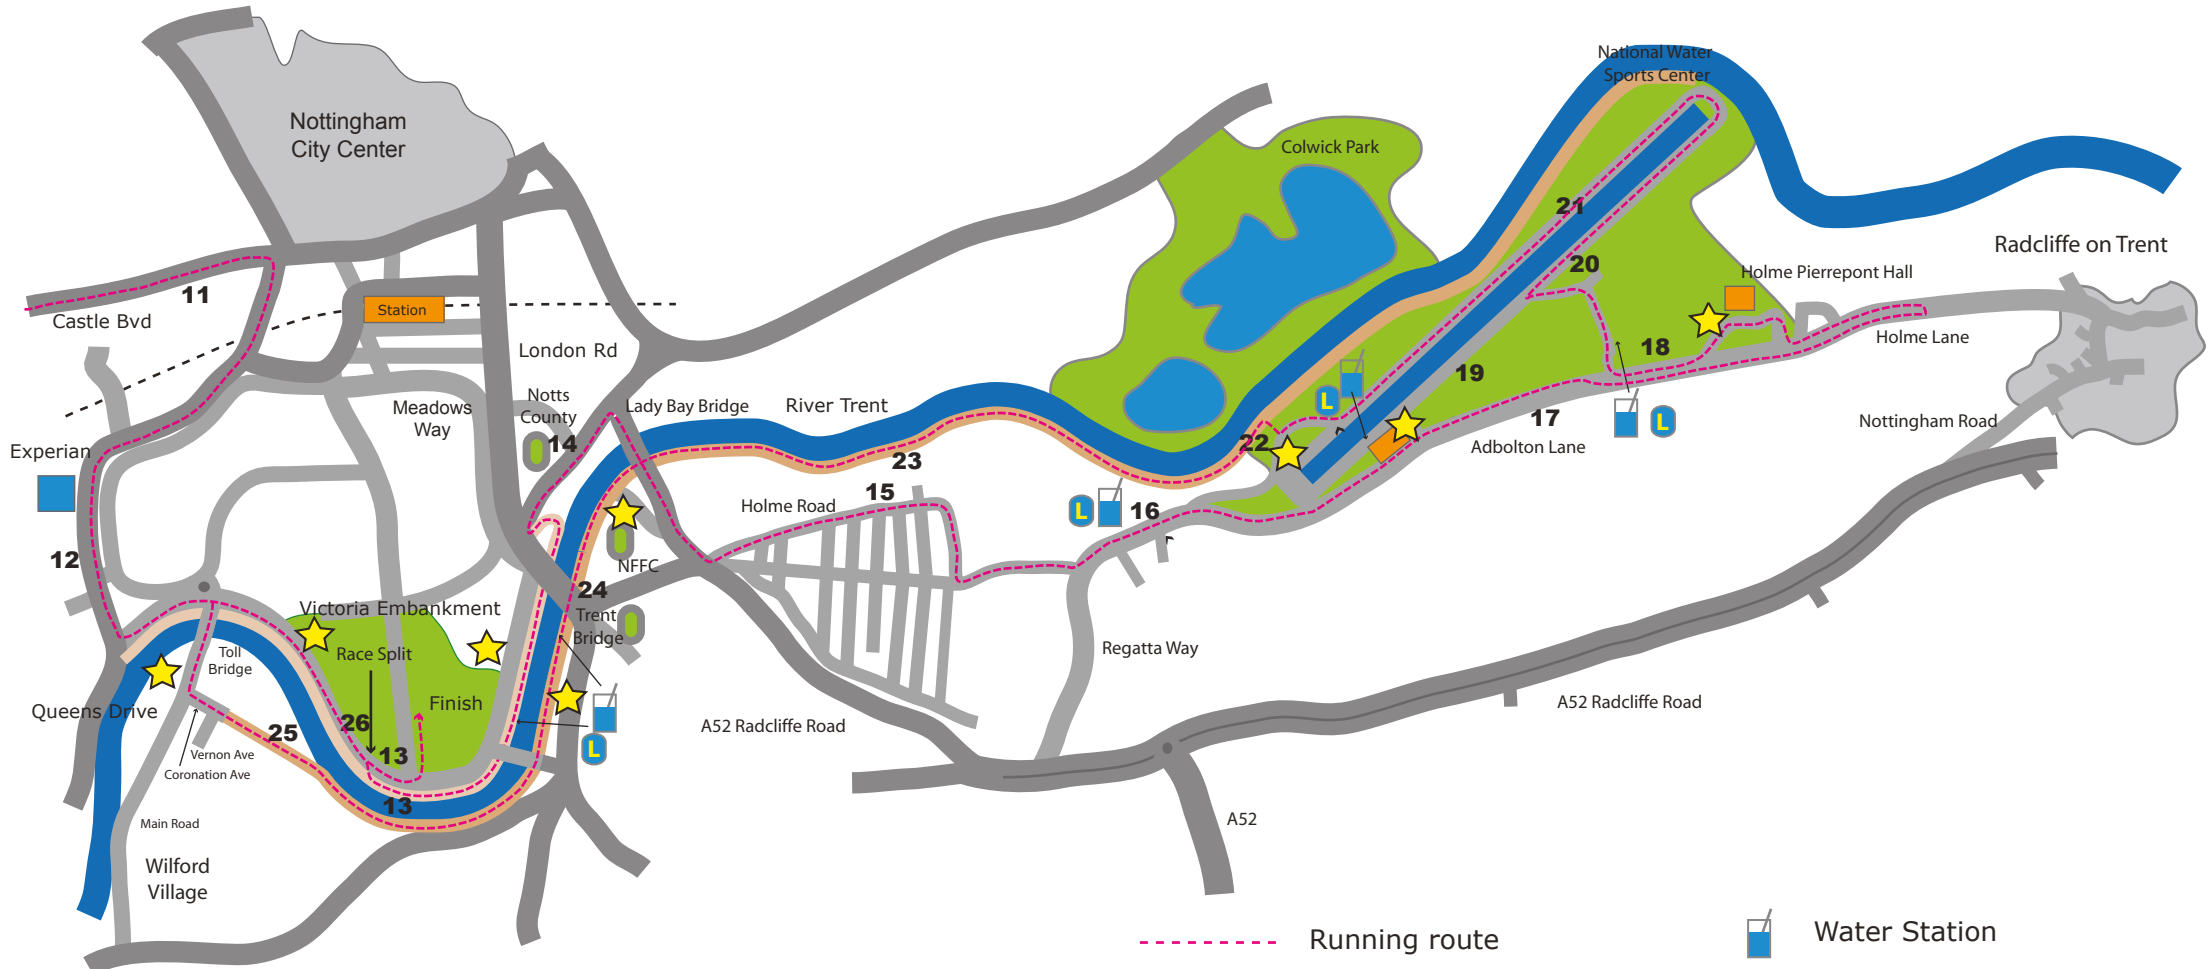 National Water
Sports Center
Nottingham
City Center
Colwick Park
21
Radcliffe on Trent
20
Holme Pierrepont Hall
11
Castle Bvd
Station
London Rd
18
Holme Lane
19
Notts
County
Meadows
Way
Lady Bay Bridge
River Trent
L
17
Adbolton Lane
L
Nottingham Road
14
22
Experian
23
15
Holme Road
L
16
12
NFFC
24
Trent
Bridge
Victoria Embankment
Race Split
Toll
Bridge
Regatta Way
Finish
Queens Drive
26
25
13
Vernon Ave
Coronation Ave
L
A52 Radcliffe Road
A52 Radcliffe Road
13
Main Road
A52
Wilford
Village
Running route
Water Station